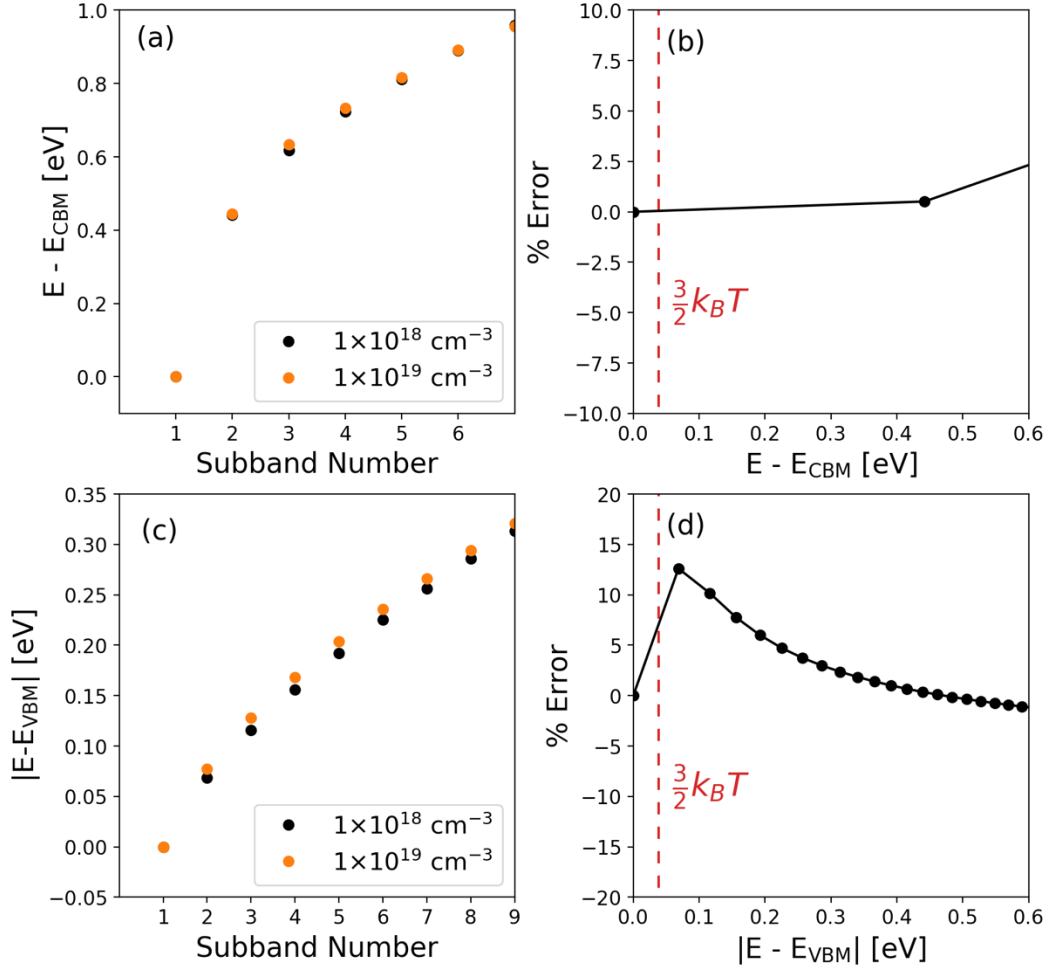 (a)
1.0
0.8
0.6
0.4
0.2
0.0
E - E_CBM [eV]
1×10^18 cm^−3
1×10^19 cm^−3
1 2 3 4 5 6
Subband Number
(b)
10.0
7.5
5.0
2.5
0.0
−2.5
−5.0
−7.5
−10.0
% Error
3/2 k_BT
0.0 0.1 0.2 0.3 0.4 0.5 0.6
E - E_CBM [eV]
(c)
0.35
0.30
0.25
0.20
0.15
0.10
0.05
0.00
−0.05
|E-E_VBM| [eV]
1×10^18 cm^−3
1×10^19 cm^−3
1 2 3 4 5 6 7 8 9
Subband Number
(d)
20
15
10
5
0
−5
−10
−15
−20
% Error
3/2 k_BT
0.0 0.1 0.2 0.3 0.4 0.5 0.6
|E - E_VBM| [eV]